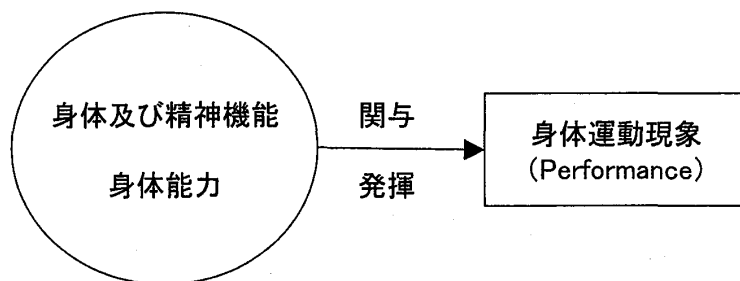 身体及び精神機能
身体能力
関与
発揮
身体運動現象
(Performance)